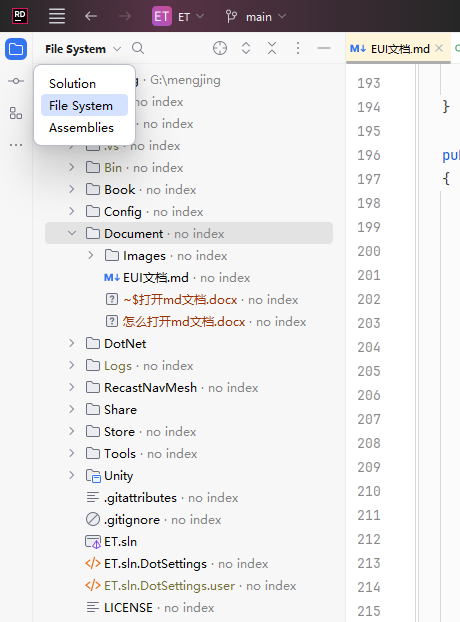 RD
ET ET main
File System
EUI文档.md
Solution
File System
Assemblies
G:\mengjing
no index
no index
.vs · no index
Bin · no index
Book · no index
Config · no index
Document · no index
Images · no index
M↓ EUI文档.md · no index
~$打开md文档.docx · no index
怎么打开md文档.docx · no index
DotNet
Logs · no index
RecastNavMesh · no index
Share
Store · no index
Tools · no index
Unity
.gitattributes · no index
.gitignore · no index
ET.sln
ET.sln.DotSettings · no index
ET.sln.DotSettings.user · no index
LICENSE · no index
193
194 }
195
196 pub
197 {
198
199
200
201
202
203
204
205
206
207
208
209
210
211
212
213
214
215